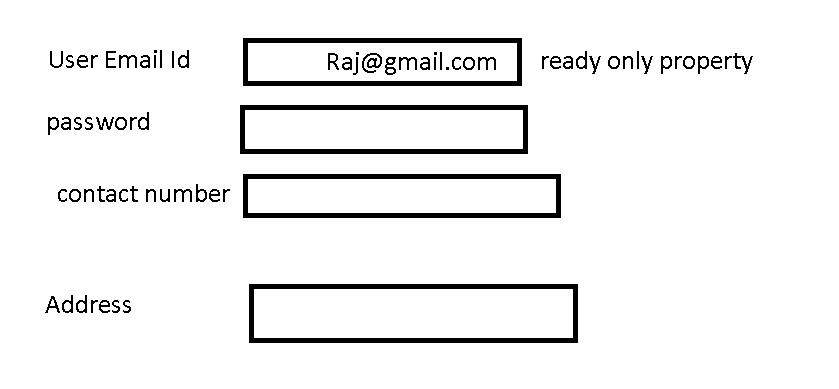 User Email Id Raj@gmail.com ready only property
password
contact number
Address